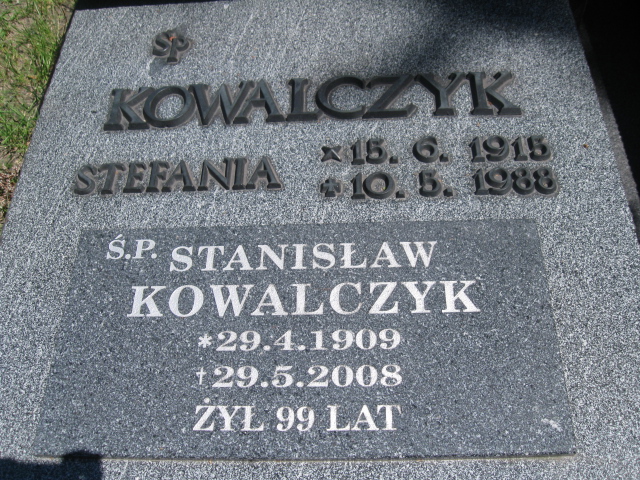 ŚP
KOWALCZYK
STEFANIA
×15. 6. 1915
+10. 5. 1988
Ś.P. STANISŁAW
KOWALCZYK
*29.4.1909
†29.5.2008
ŻYŁ 99 LAT